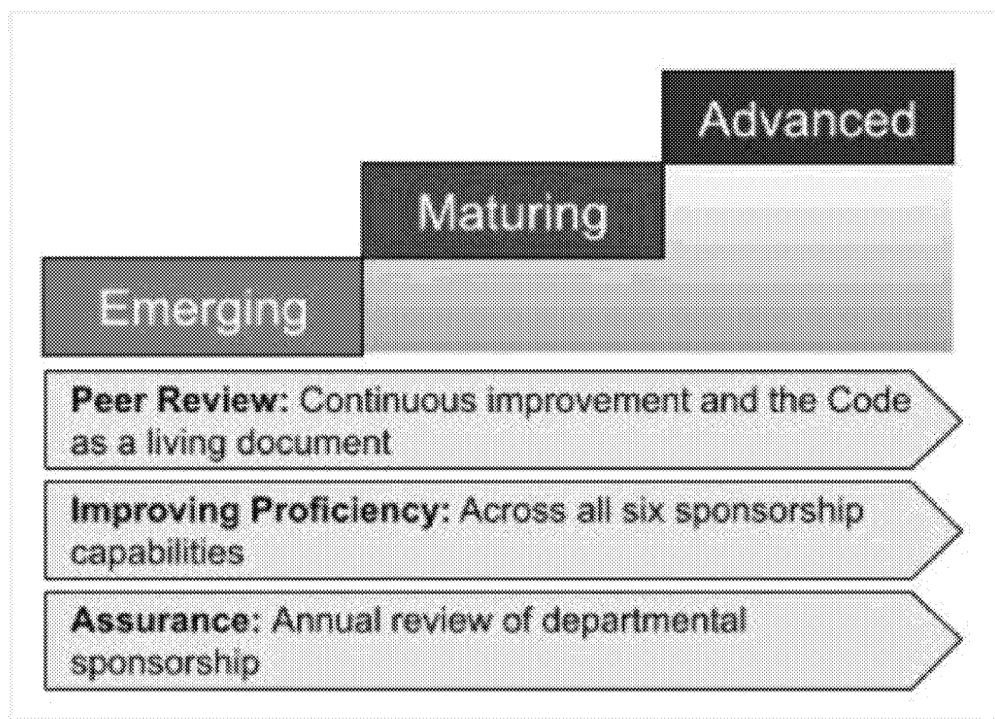 Advanced
Maturing
Emerging
Peer Review: Continuous improvement and the Code
as a living document
Improving Proficiency: Across all six sponsorship
capabilities
Assurance: Annual review of departmental
sponsorship